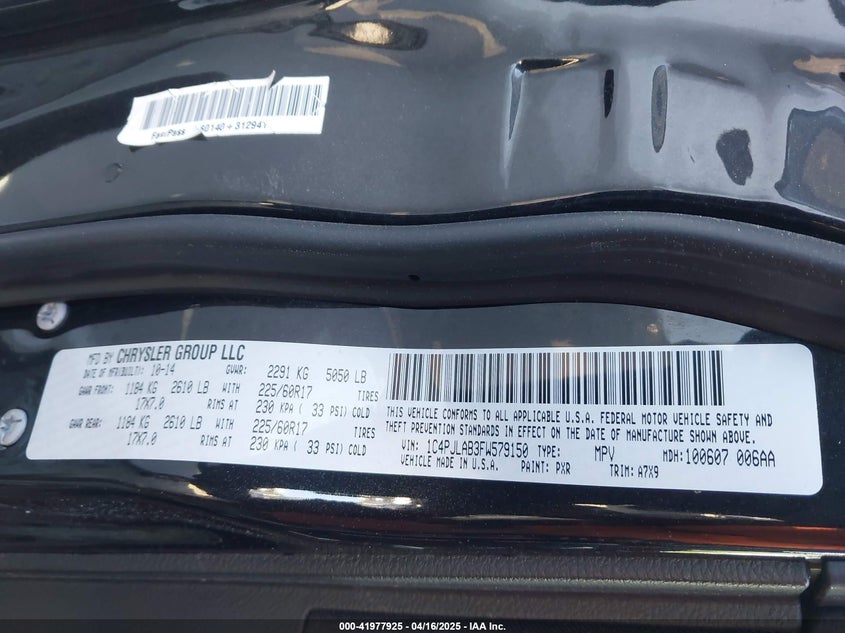 FastPass 60140+31294
MFD BY CHRYSLER GROUP LLC
DATE OF MFR(BUILT): 10-14 GVWR: 2291 KG 5050 LB
GAWR FRONT: 1184 KG 2610 LB WITH 225/60R17 TIRES
17X7.0 RIMS AT 230 KPA ( 33 PSI) COLD
GAWR REAR: 1184 KG 2610 LB WITH 225/60R17 TIRES
17X7.0 RIMS AT 230 KPA ( 33 PSI) COLD
THIS VEHICLE CONFORMS TO ALL APPLICABLE U.S.A. FEDERAL MOTOR VEHICLE SAFETY AND
THEFT PREVENTION STANDARDS IN EFFECT ON THE DATE OF MANUFACTURE SHOWN ABOVE.
VIN: 1C4PJLAB3FW579150 TYPE: MPV MDH: 100607 006AA
VEHICLE MADE IN U.S.A. PAINT: PXR TRIM: A7X9
000-41977925 - 04/16/2025 - IAA Inc.